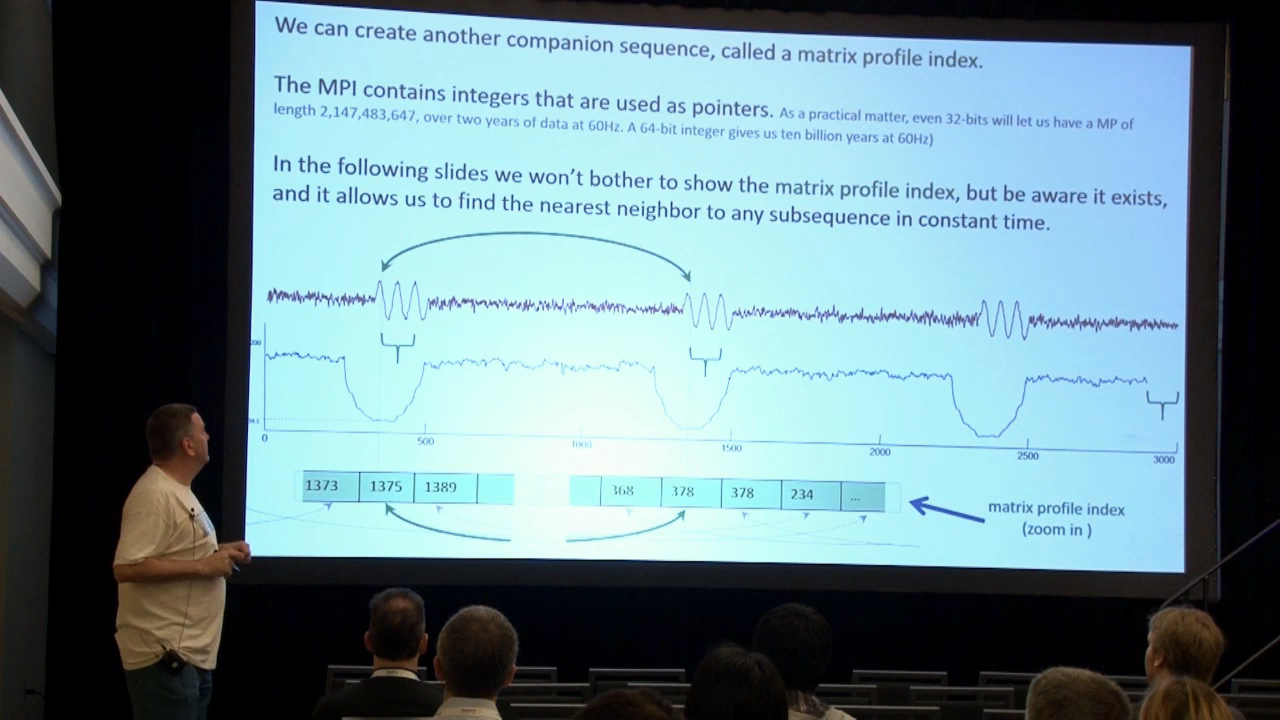 We can create another companion sequence, called a matrix profile index.
The MPI contains integers that are used as pointers. As a practical matter, even 32-bits will let us have a MP of
length 2,147,483,647, over two years of data at 60Hz. A 64-bit integer gives us ten billion years at 60Hz)
In the following slides we won't bother to show the matrix profile index, but be aware it exists,
and it allows us to find the nearest neighbor to any subsequence in constant time.
0 500 1000 1500 2000 2500 3000
1373 1375 1389 368 378 378 234 ...
matrix profile index
(zoom in )